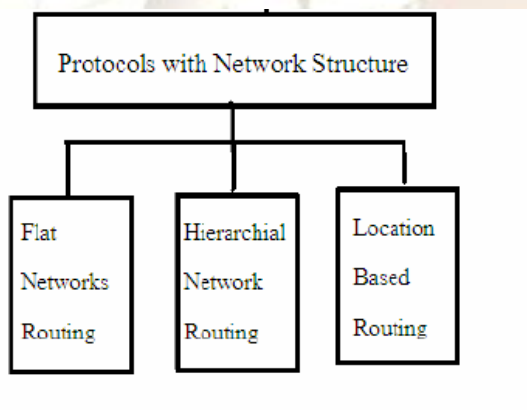 Protocols with Network Structure
Flat
Networks
Routing
Hierarchial
Network
Routing
Location
Based
Routing